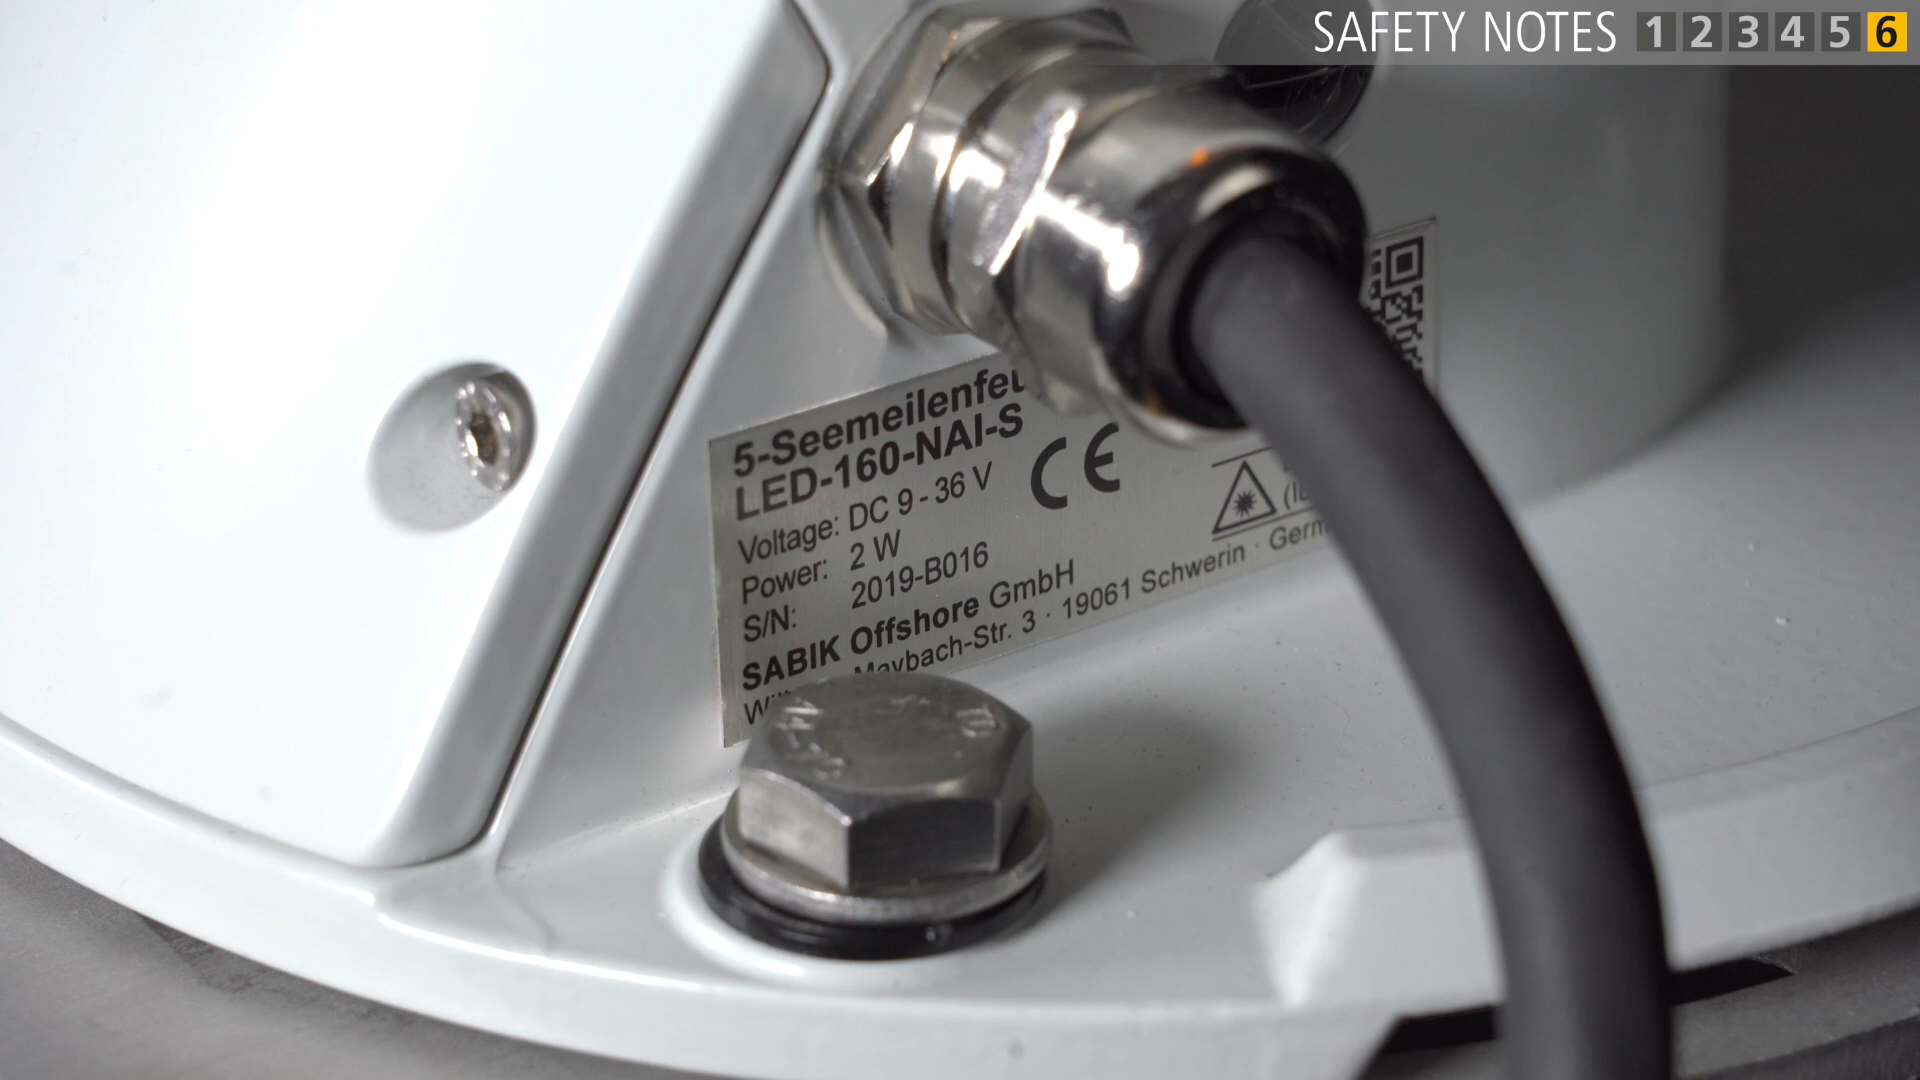 SAFETY NOTES 1 2 3 4 5 6
5-Seemeilenfeu
LED-160-NAI-S
Voltage: DC 9 - 36 V
Power: 2 W
S/N: 2019-B016
CE
SABIK Offshore GmbH
Maybach-Str. 3 · 19061 Schwerin · Germ